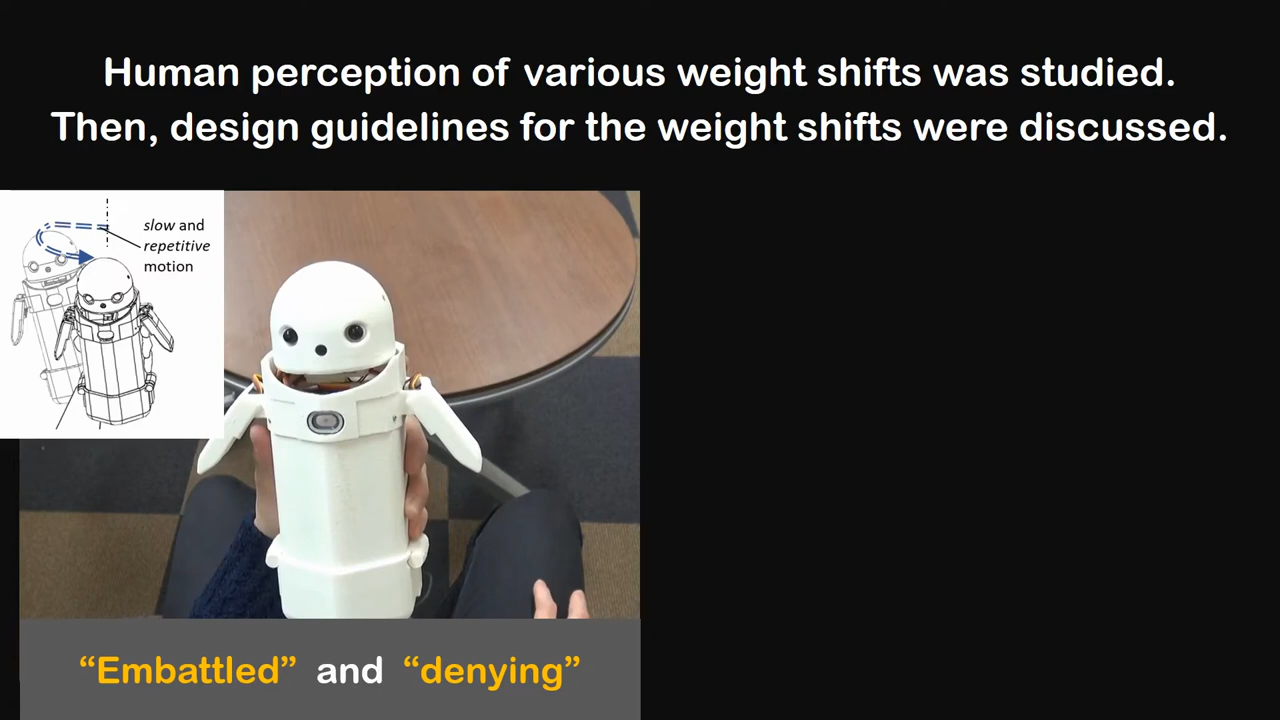 Human perception of various weight shifts was studied.
Then, design guidelines for the weight shifts were discussed.
slow and
repetitive
motion
“Embattled” and “denying”